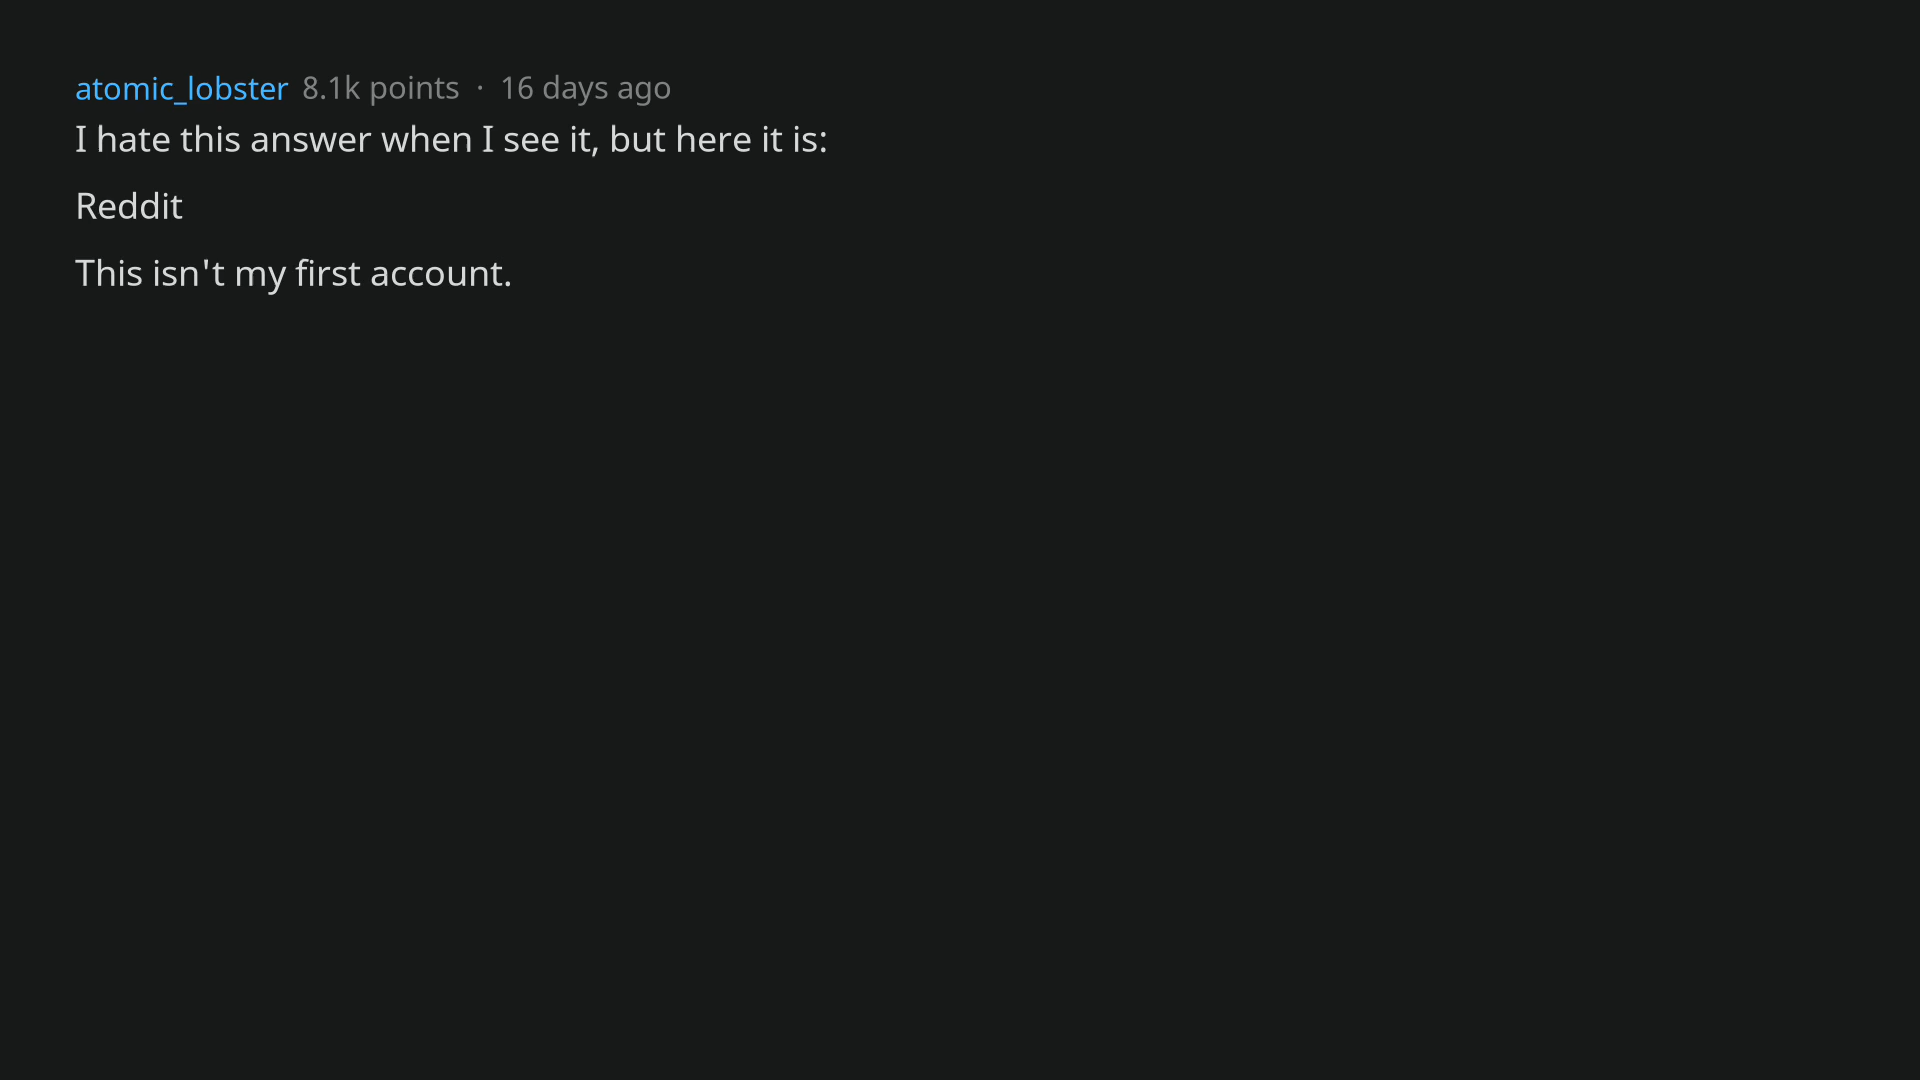 atomic_lobster 8.1k points · 16 days ago
I hate this answer when I see it, but here it is:
Reddit
This isn't my first account.